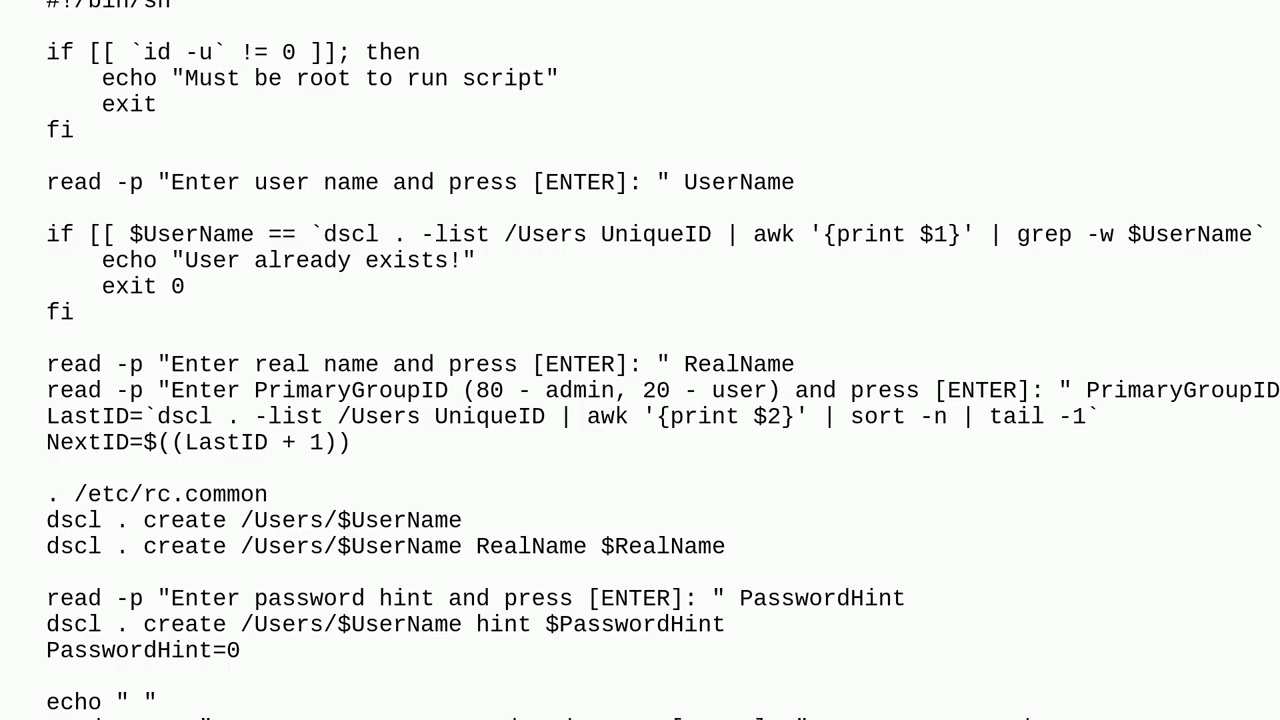 #!/bin/sh
if [[ `id -u` != 0 ]]; then
echo "Must be root to run script"
exit
fi
read -p "Enter user name and press [ENTER]: " UserName
if [[ $UserName == `dscl . -list /Users UniqueID | awk '{print $1}' | grep -w $UserName`
echo "User already exists!"
exit 0
fi
read -p "Enter real name and press [ENTER]: " RealName
read -p "Enter PrimaryGroupID (80 - admin, 20 - user) and press [ENTER]: " PrimaryGroupID
LastID=`dscl . -list /Users UniqueID | awk '{print $2}' | sort -n | tail -1`
NextID=$((LastID + 1))
. /etc/rc.common
dscl . create /Users/$UserName
dscl . create /Users/$UserName RealName $RealName
read -p "Enter password hint and press [ENTER]: " PasswordHint
dscl . create /Users/$UserName hint $PasswordHint
PasswordHint=0
echo " "